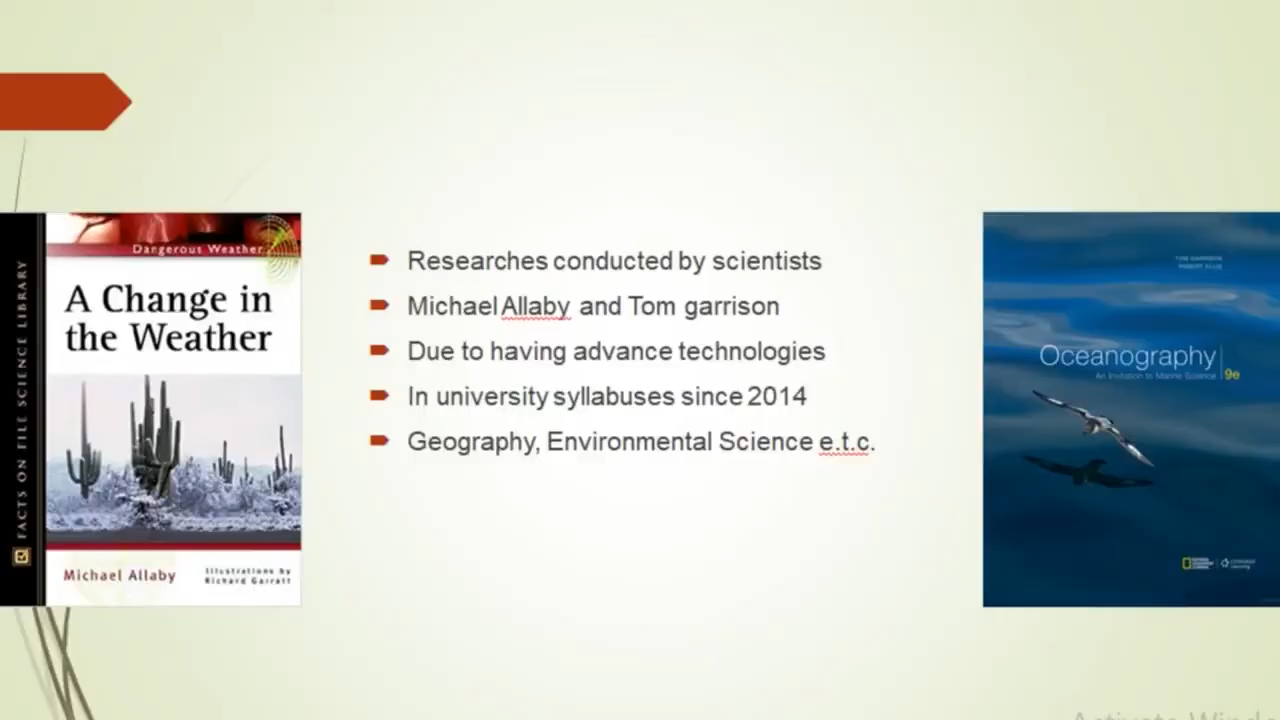 Dangerous Weather
A Change in
the Weather
FACTS ON FILE SCIENCE LIBRARY
Michael Allaby
Illustrations by
Richard Garratt
Researches conducted by scientists
Michael Allaby and Tom garrison
Due to having advance technologies
In university syllabuses since 2014
Geography, Environmental Science e.t.c.
TOM GARRISON
ROBERT ELLIS
Oceanography
9e
An Invitation to Marine Science